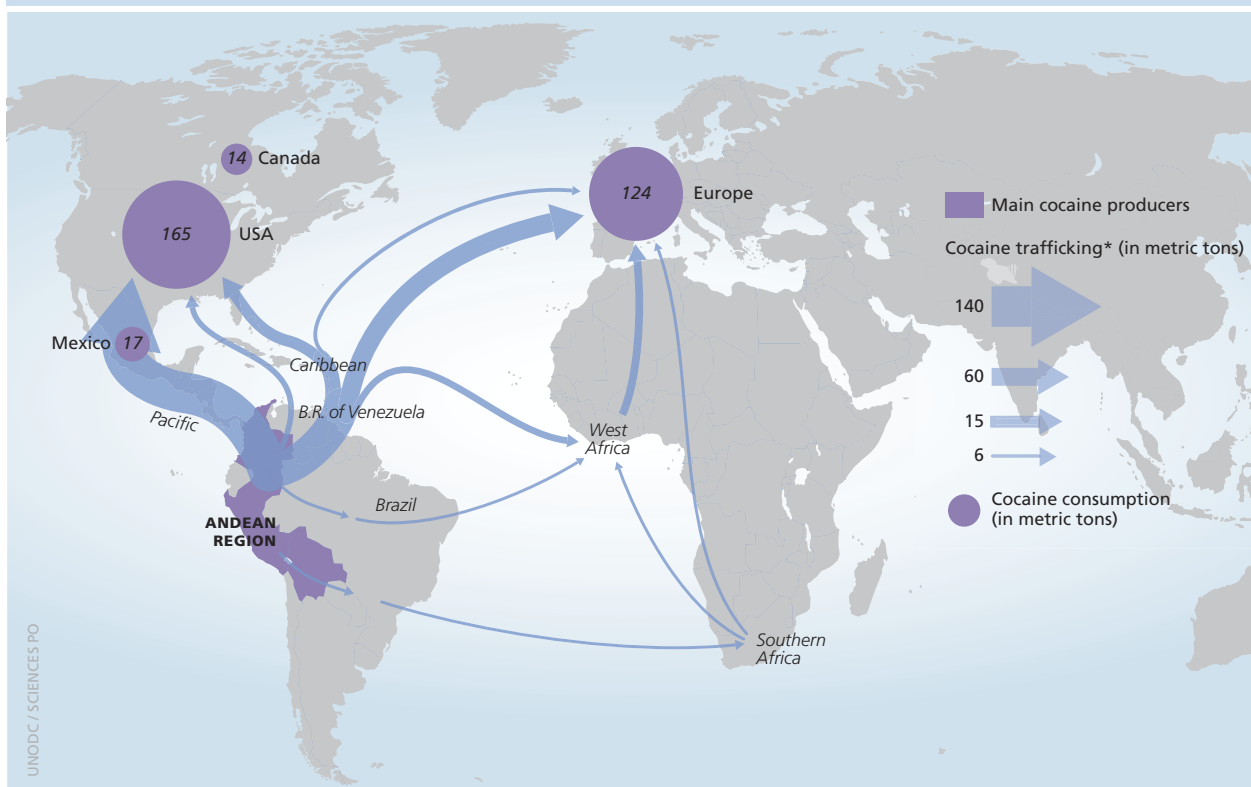 14 Canada
165 USA
124 Europe
Mexico 17
Caribbean
Pacific
B.R. of Venezuela
West
Africa
Brazil
ANDEAN
REGION
Southern
Africa
Main cocaine producers
Cocaine trafficking* (in metric tons)
140
60
15
6
Cocaine consumption
(in metric tons)
UNODC / SCIENCES PO